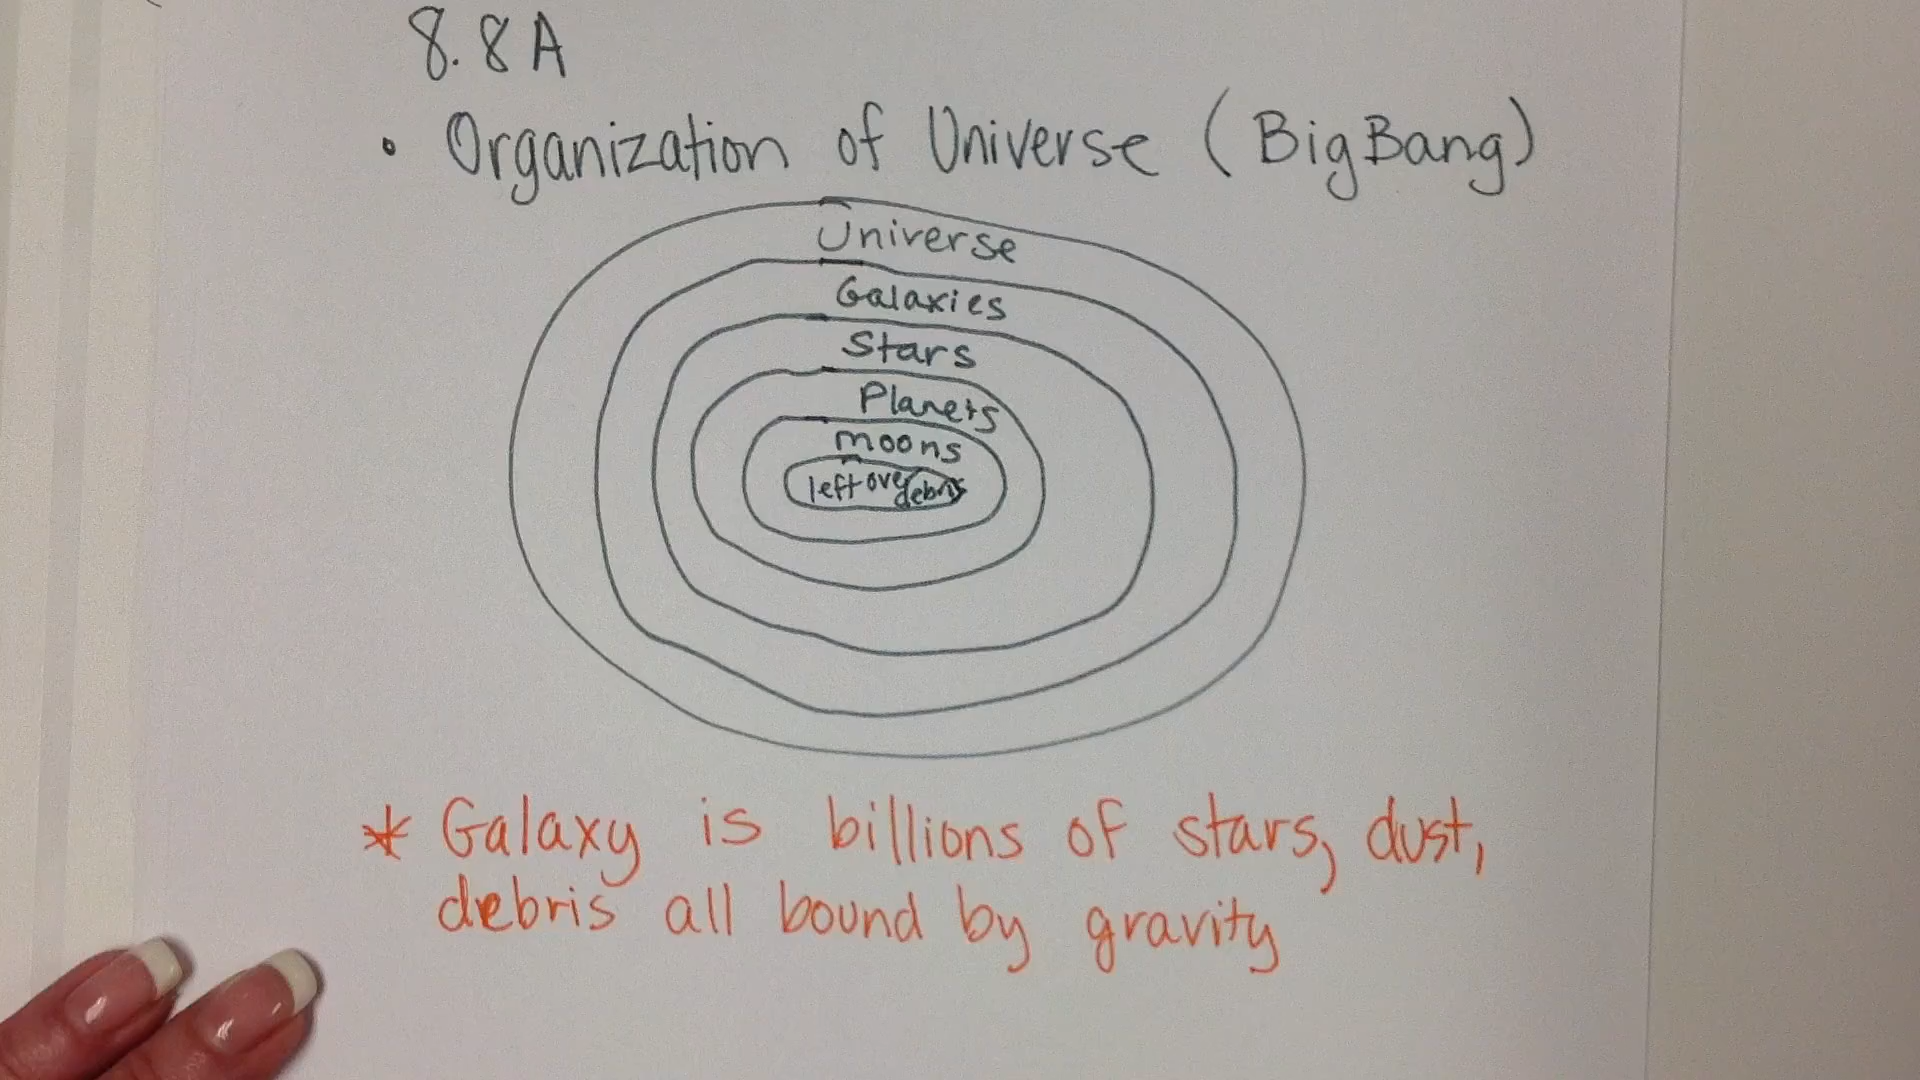 8.8A
• Organization of Universe (Big Bang)
Universe
Galaxies
Stars
Planets
moons
left over debris
* Galaxy is billions of stars, dust,
debris all bound by gravity